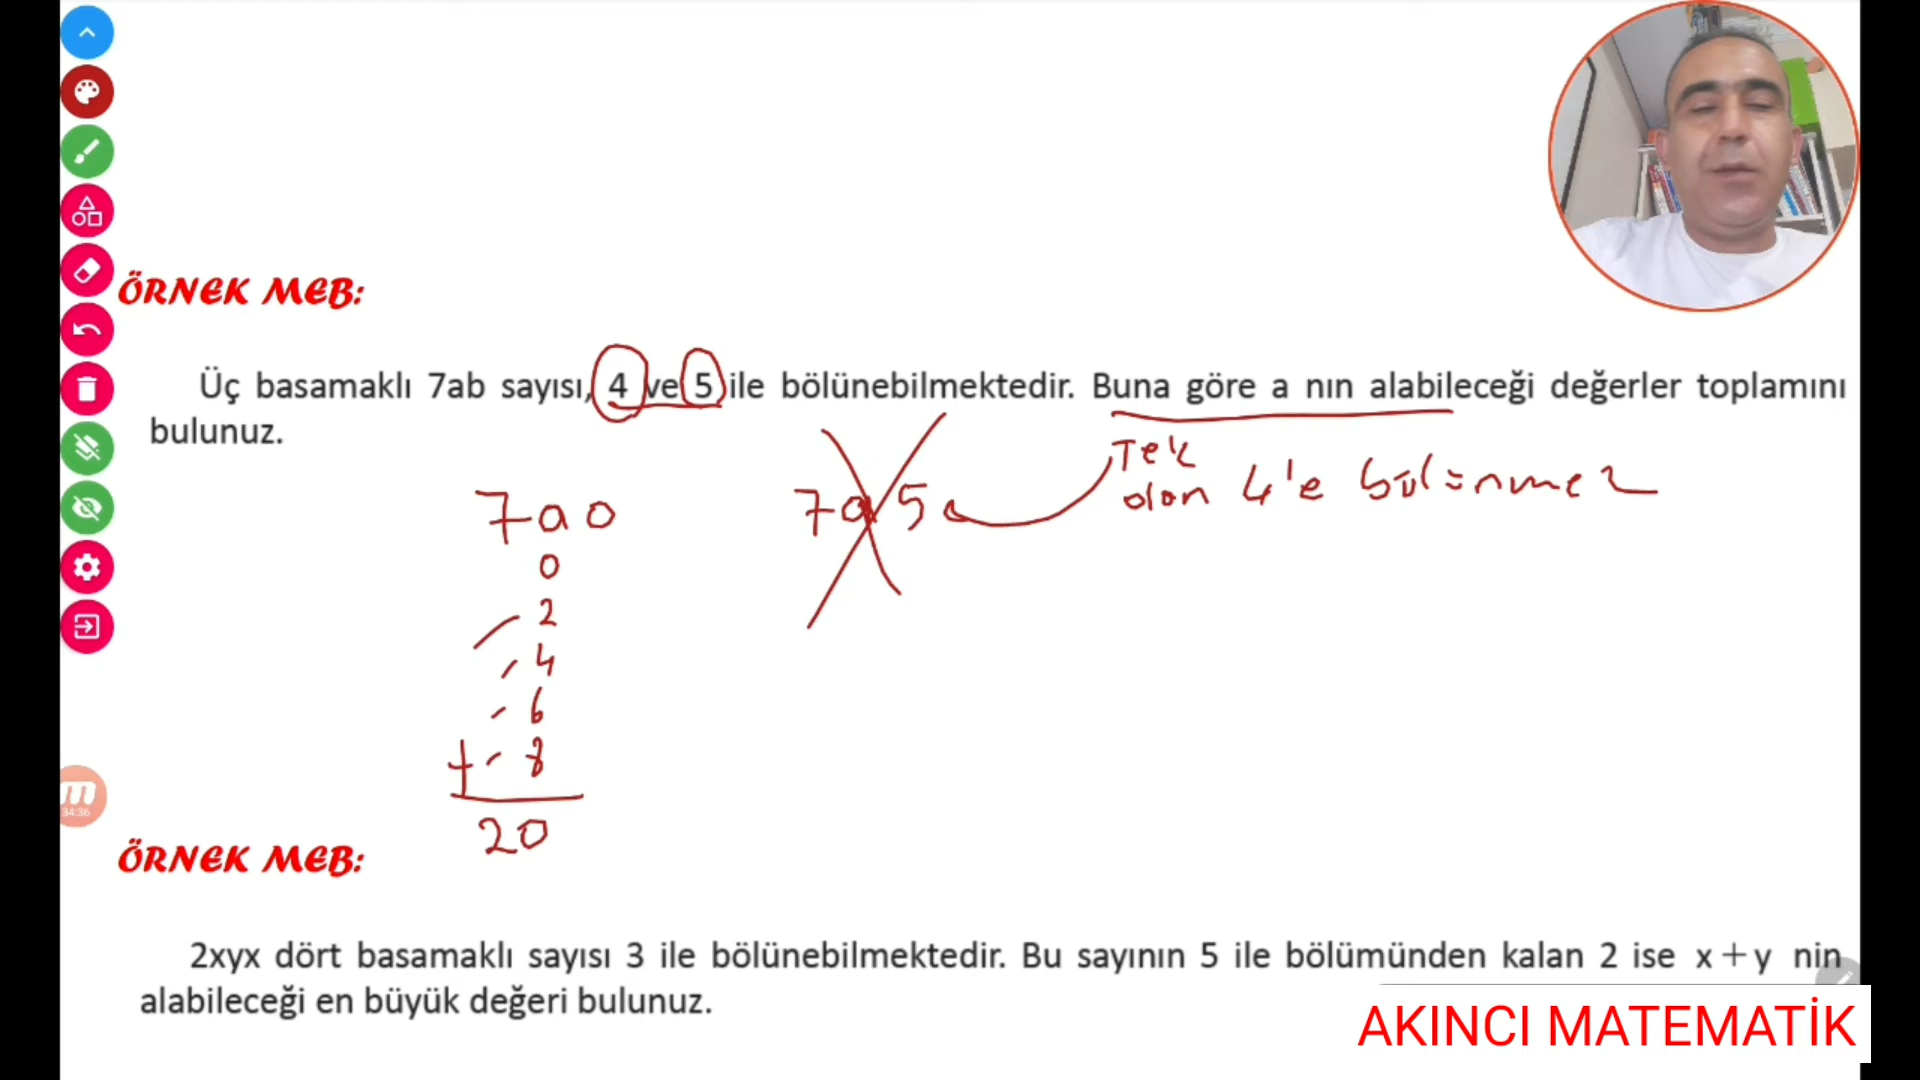 ÖRNEK MEB:
Üç basamaklı 7ab sayısı, 4 ve 5 ile bölünebilmektedir. Buna göre a nın alabileceği değerler toplamını
bulunuz.
7a0
7a5
Tek
olan 4'e bölünmez
0
2
4
6
+ 8
20
34:36
ÖRNEK MEB:
2xyx dört basamaklı sayısı 3 ile bölünebilmektedir. Bu sayının 5 ile bölümünden kalan 2 ise x+y nin
alabileceği en büyük değeri bulunuz.
AKINCI MATEMATİK